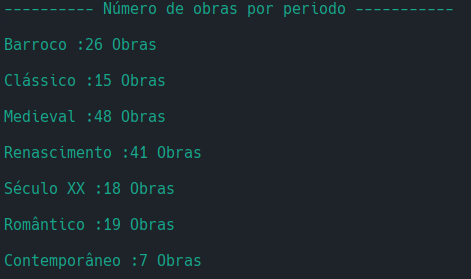 ---------- Número de obras por periodo -----------
Barroco :26 Obras
Clássico :15 Obras
Medieval :48 Obras
Renascimento :41 Obras
Século XX :18 Obras
Romântico :19 Obras
Contemporâneo :7 Obras